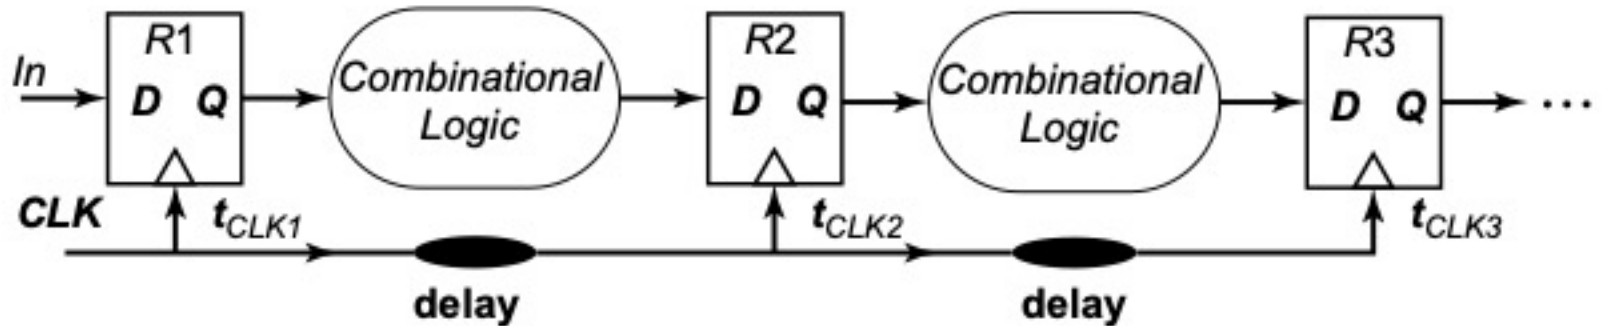 R1
R2
R3
In
D Q
Combinational
Logic
D Q
Combinational
Logic
D Q
...
CLK
tCLK1
tCLK2
tCLK3
delay
delay